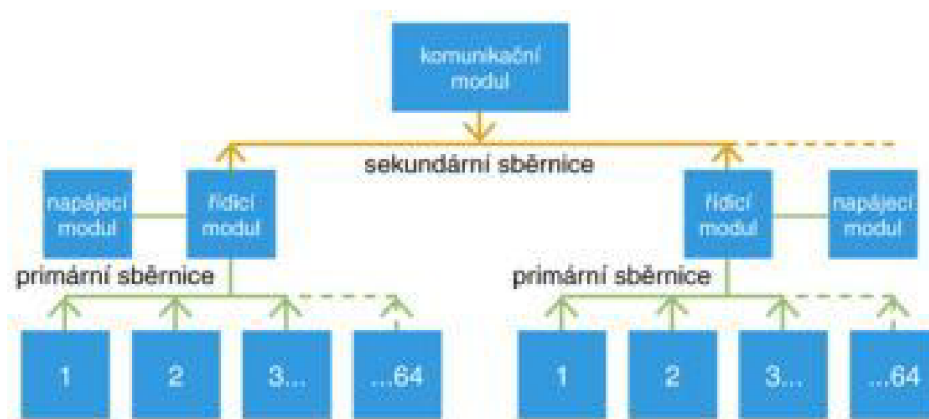 komunikační
modul
sekundární sběrnice
napájecí
modul
řídicí
modul
řídicí
modul
napájecí
modul
primární sběrnice
primární sběrnice
1
2
3...
...64
1
2
3...
...64